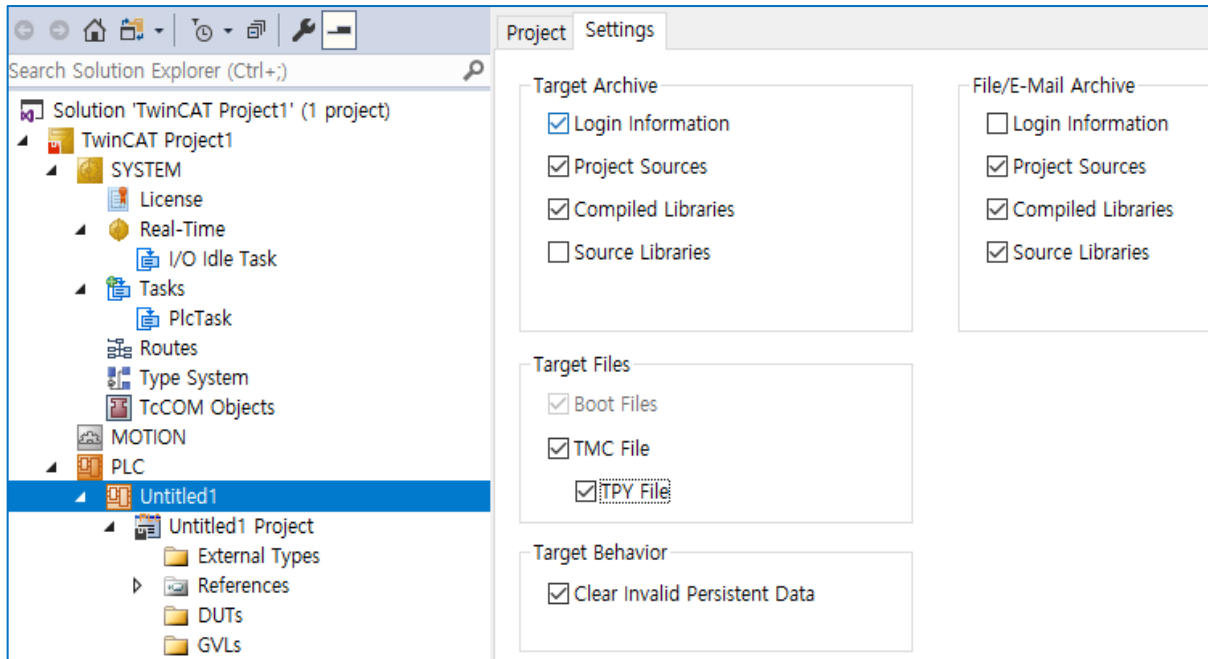 Search Solution Explorer (Ctrl+;)
Solution 'TwinCAT Project1' (1 project)
TwinCAT Project1
SYSTEM
License
Real-Time
I/O Idle Task
Tasks
PlcTask
Routes
Type System
TcCOM Objects
MOTION
PLC
Untitled1
Untitled1 Project
External Types
References
DUTs
GVLs
Project Settings
Target Archive
Login Information
Project Sources
Compiled Libraries
Source Libraries
File/E-Mail Archive
Login Information
Project Sources
Compiled Libraries
Source Libraries
Target Files
Boot Files
TMC File
TPY File
Target Behavior
Clear Invalid Persistent Data